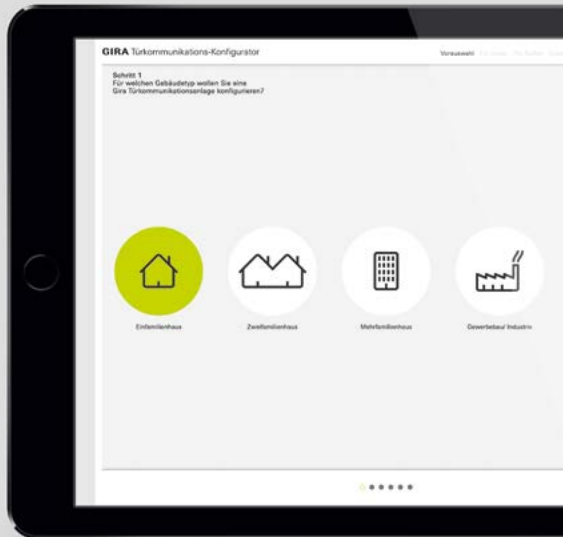 GIRA Türkommunikations-Konfigurator
Vorauswahl
Schritt 1
Für welchen Gebäudetyp wollen Sie eine
Gira Türkommunikationsanlage konfigurieren?
Einfamilienhaus
Zweifamilienhaus
Mehrfamilienhaus
Gewerbebau/ Industrie